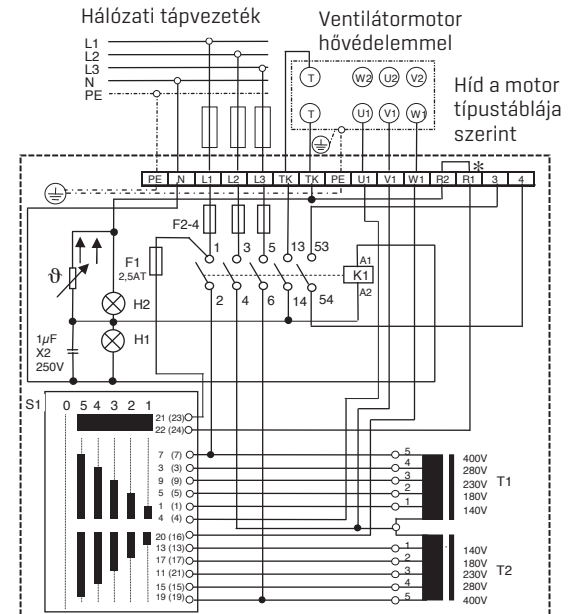 Hálózati tápvezeték
Ventilátormotor
hővédelemmel
L1
L2
L3
N
PE
T W2 U2 V2
T U1 V1 W1
Híd a motor
típustáblája
szerint
PE N L1 L2 L3 TK TK PE U1 V1 W1 R2 R1 3 4
*
F2-4
F1
2,5AT
1 3 5 13 53
A1
K1
A2
2 4 6 14 54
ϑ
H2
H1
1µF
X2
250V
S1 0 5 4 3 2 1
21 (23)
22 (24)
7 (7)
3 (3)
9 (9)
5 (5)
1 (1)
4 (4)
20 (16)
13 (13)
17 (17)
11 (21)
15 (15)
19 (19)
5 400V
4 280V
3 230V
2 180V
1 140V
T1
1 140V
2 180V
3 230V
4 280V
5 400V
T2